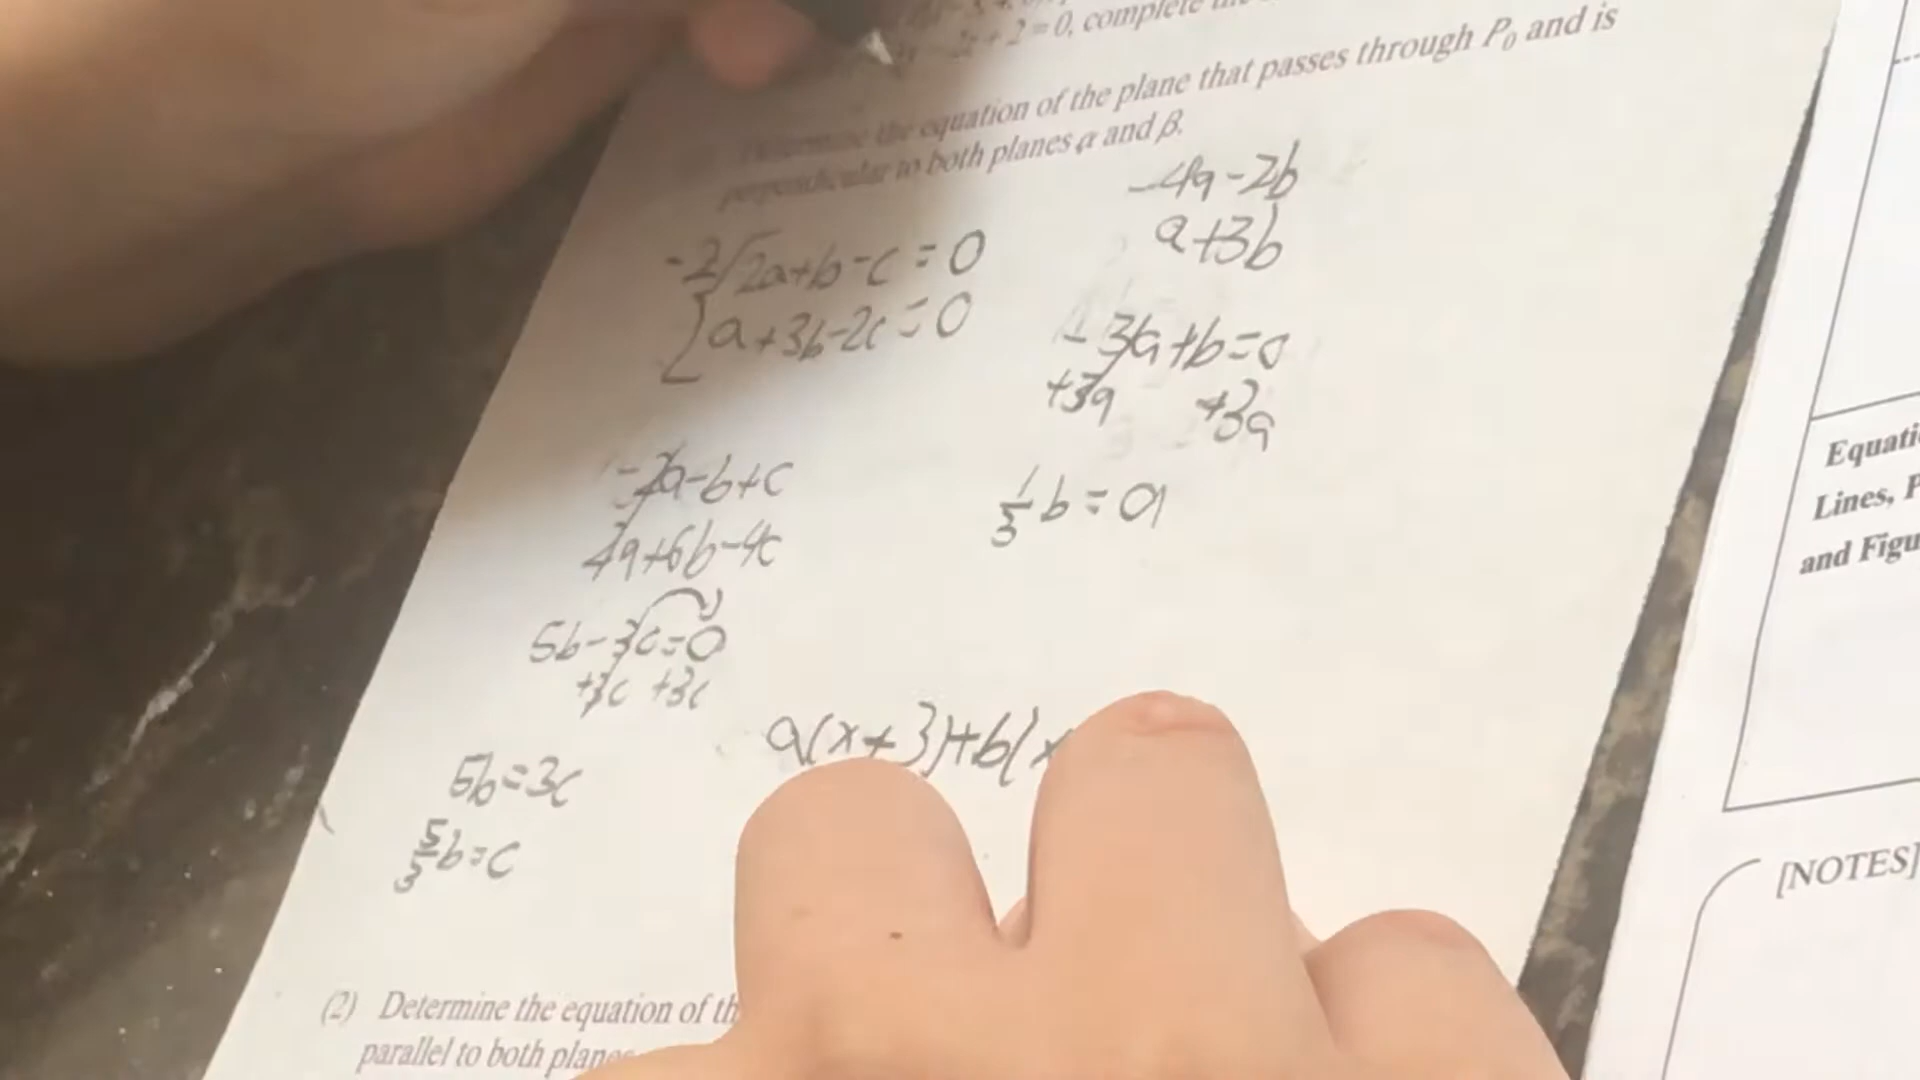 2 = 0, complete
Determine the equation of the plane that passes through P₀ and is
perpendicular to both planes α and β.
-4a-2b
a+3b
-2 2a+b-c=0
a+3b-2c=0
-3a+b=0
+3a +3a
-2a-b+c
4a+6b-4c
1/3 b=a
5b-3c=0
+3c +3c
a(x+3)+b(x
5b=3c
5/3 b=c
(2) Determine the equation of th
parallel to both planes
Equati
Lines, P
and Figu
[NOTES]